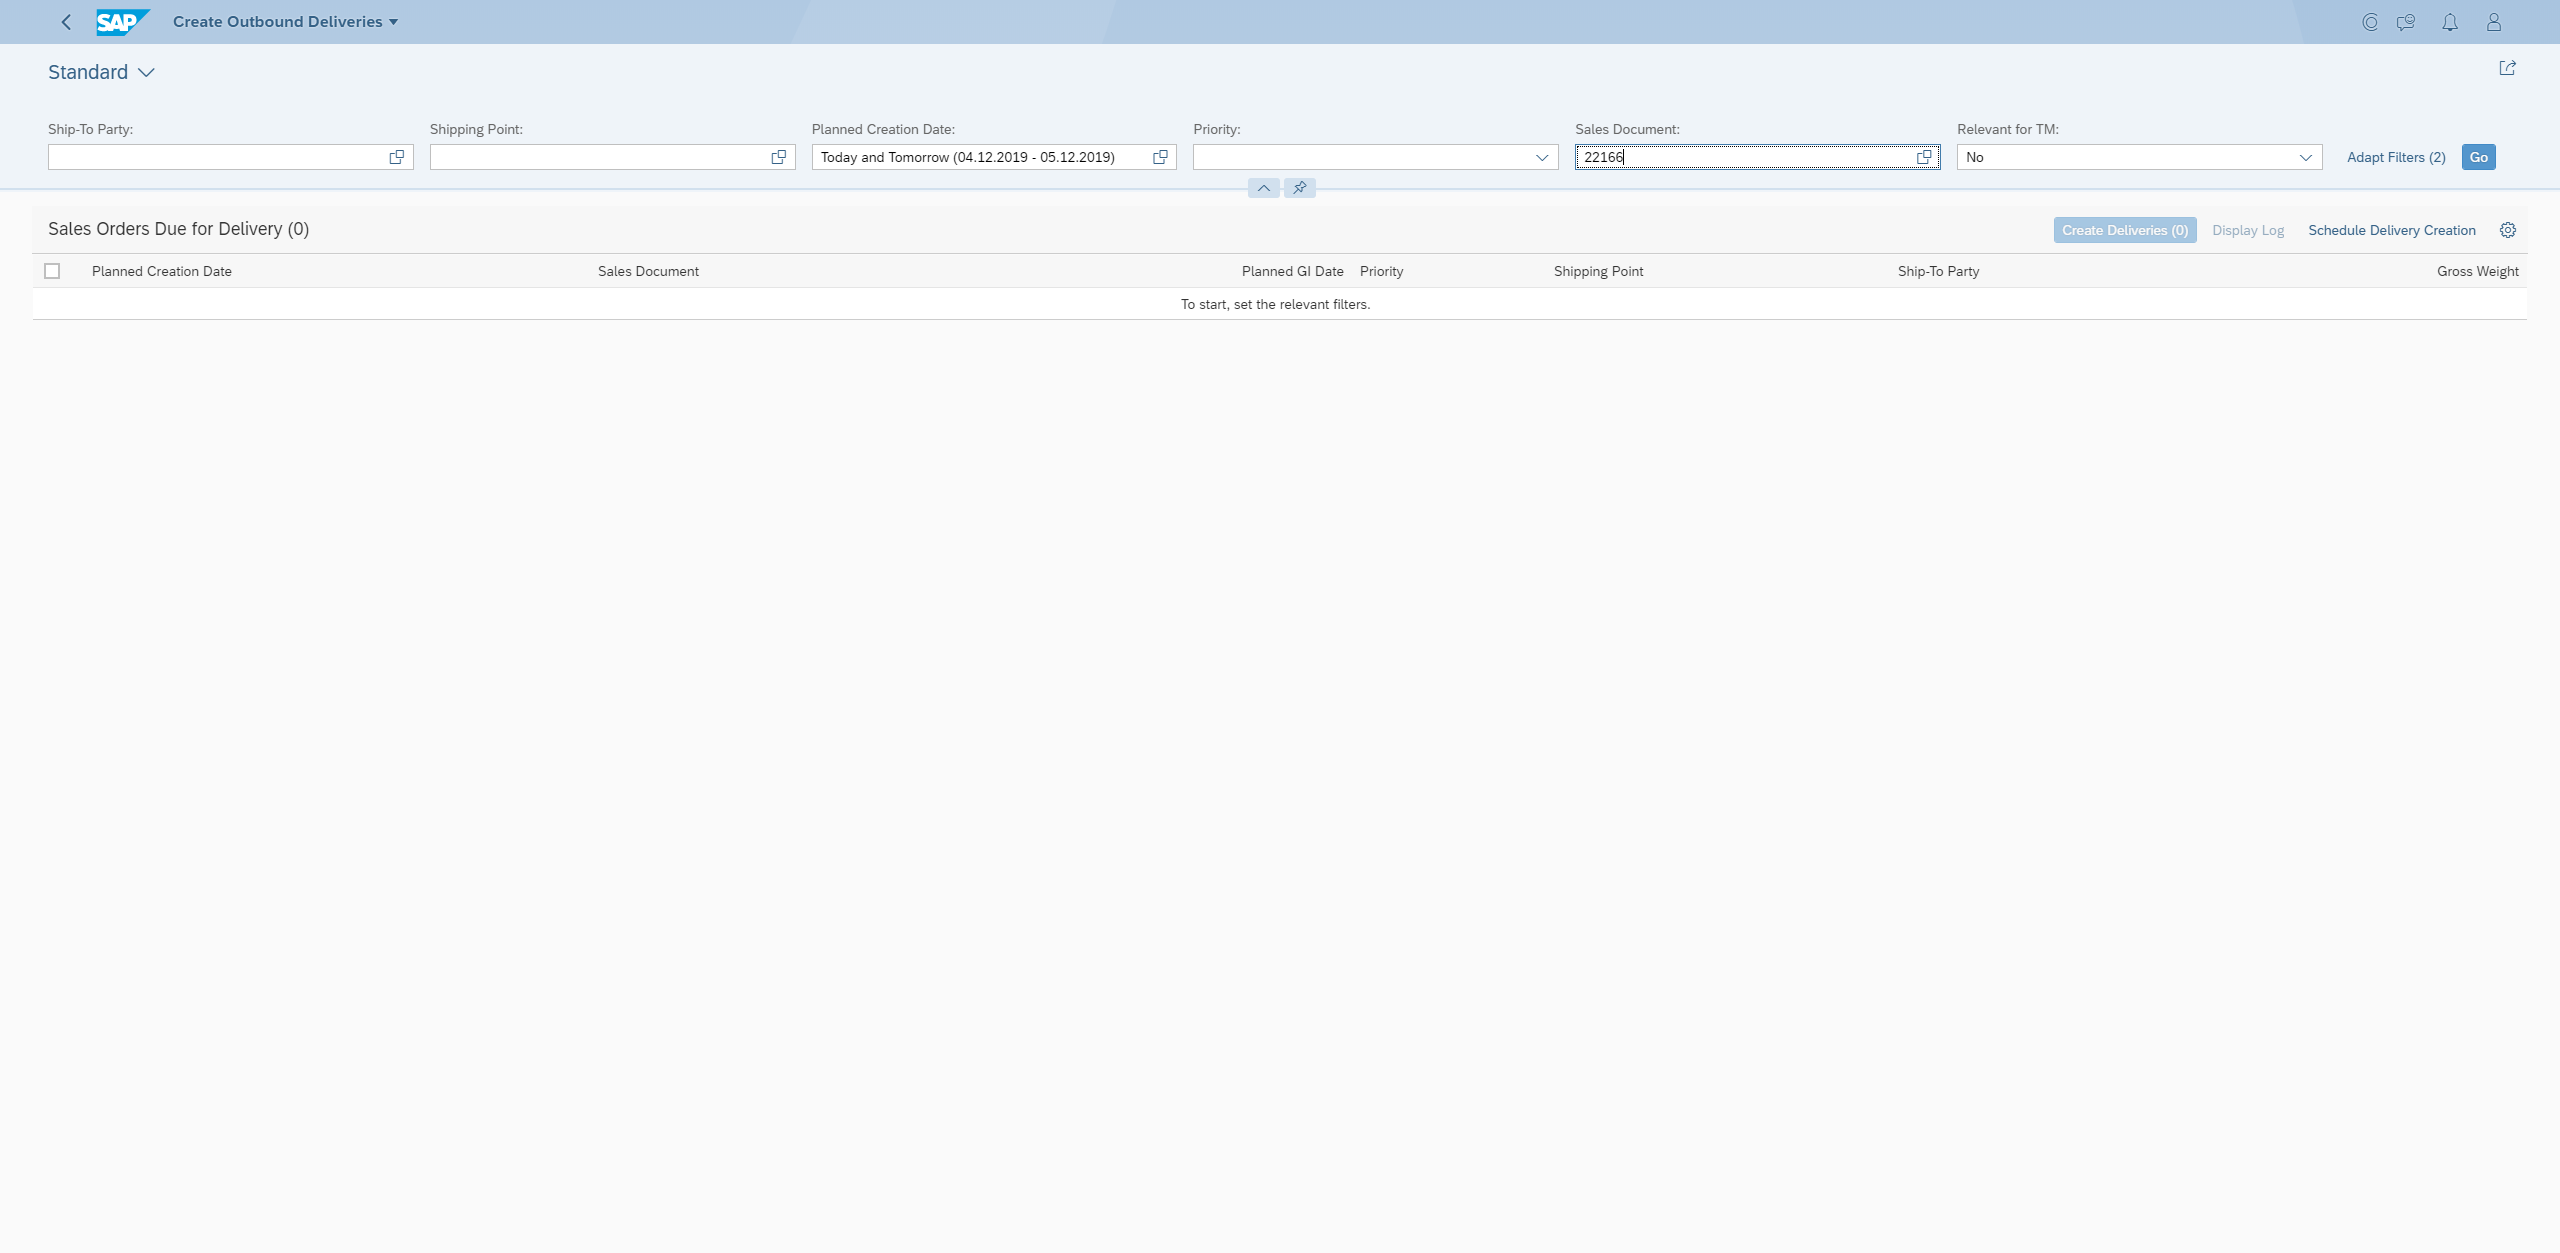 SAP Create Outbound Deliveries
Standard
Ship-To Party: Shipping Point: Planned Creation Date: Priority: Sales Document: Relevant for TM:
Today and Tomorrow (04.12.2019 - 05.12.2019) 22166 No Adapt Filters (2) Go
Sales Orders Due for Delivery (0) Create Deliveries (0) Display Log Schedule Delivery Creation
Planned Creation Date Sales Document Planned GI Date Priority Shipping Point Ship-To Party Gross Weight
To start, set the relevant filters.